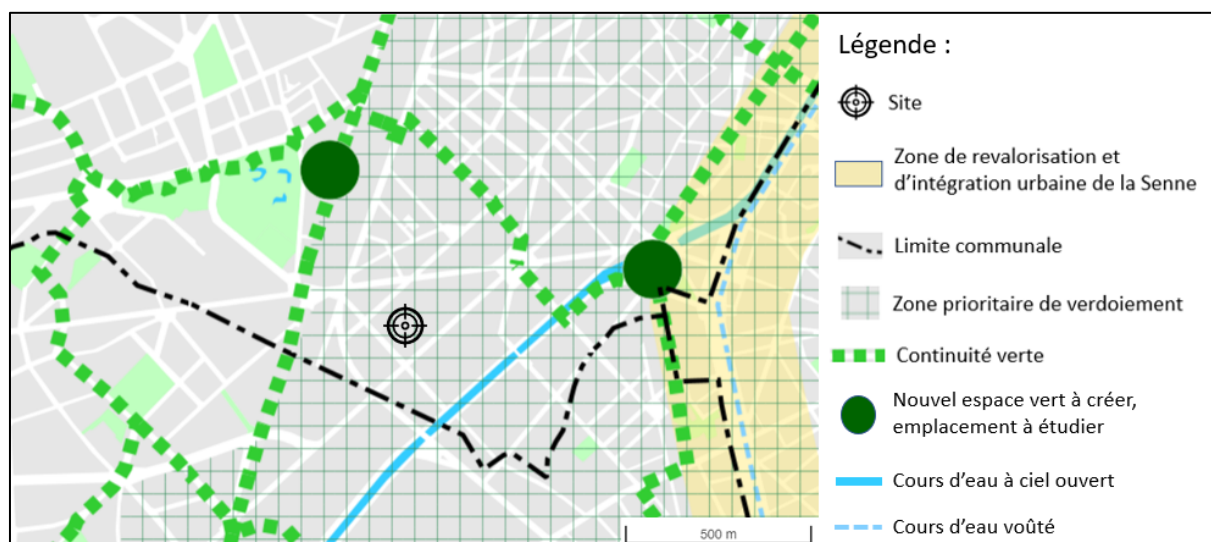 Légende :
Site
Zone de revalorisation et
d'intégration urbaine de la Senne
Limite communale
Zone prioritaire de verdoiement
Continuité verte
Nouvel espace vert à créer,
emplacement à étudier
Cours d'eau à ciel ouvert
Cours d'eau voûté
500 m